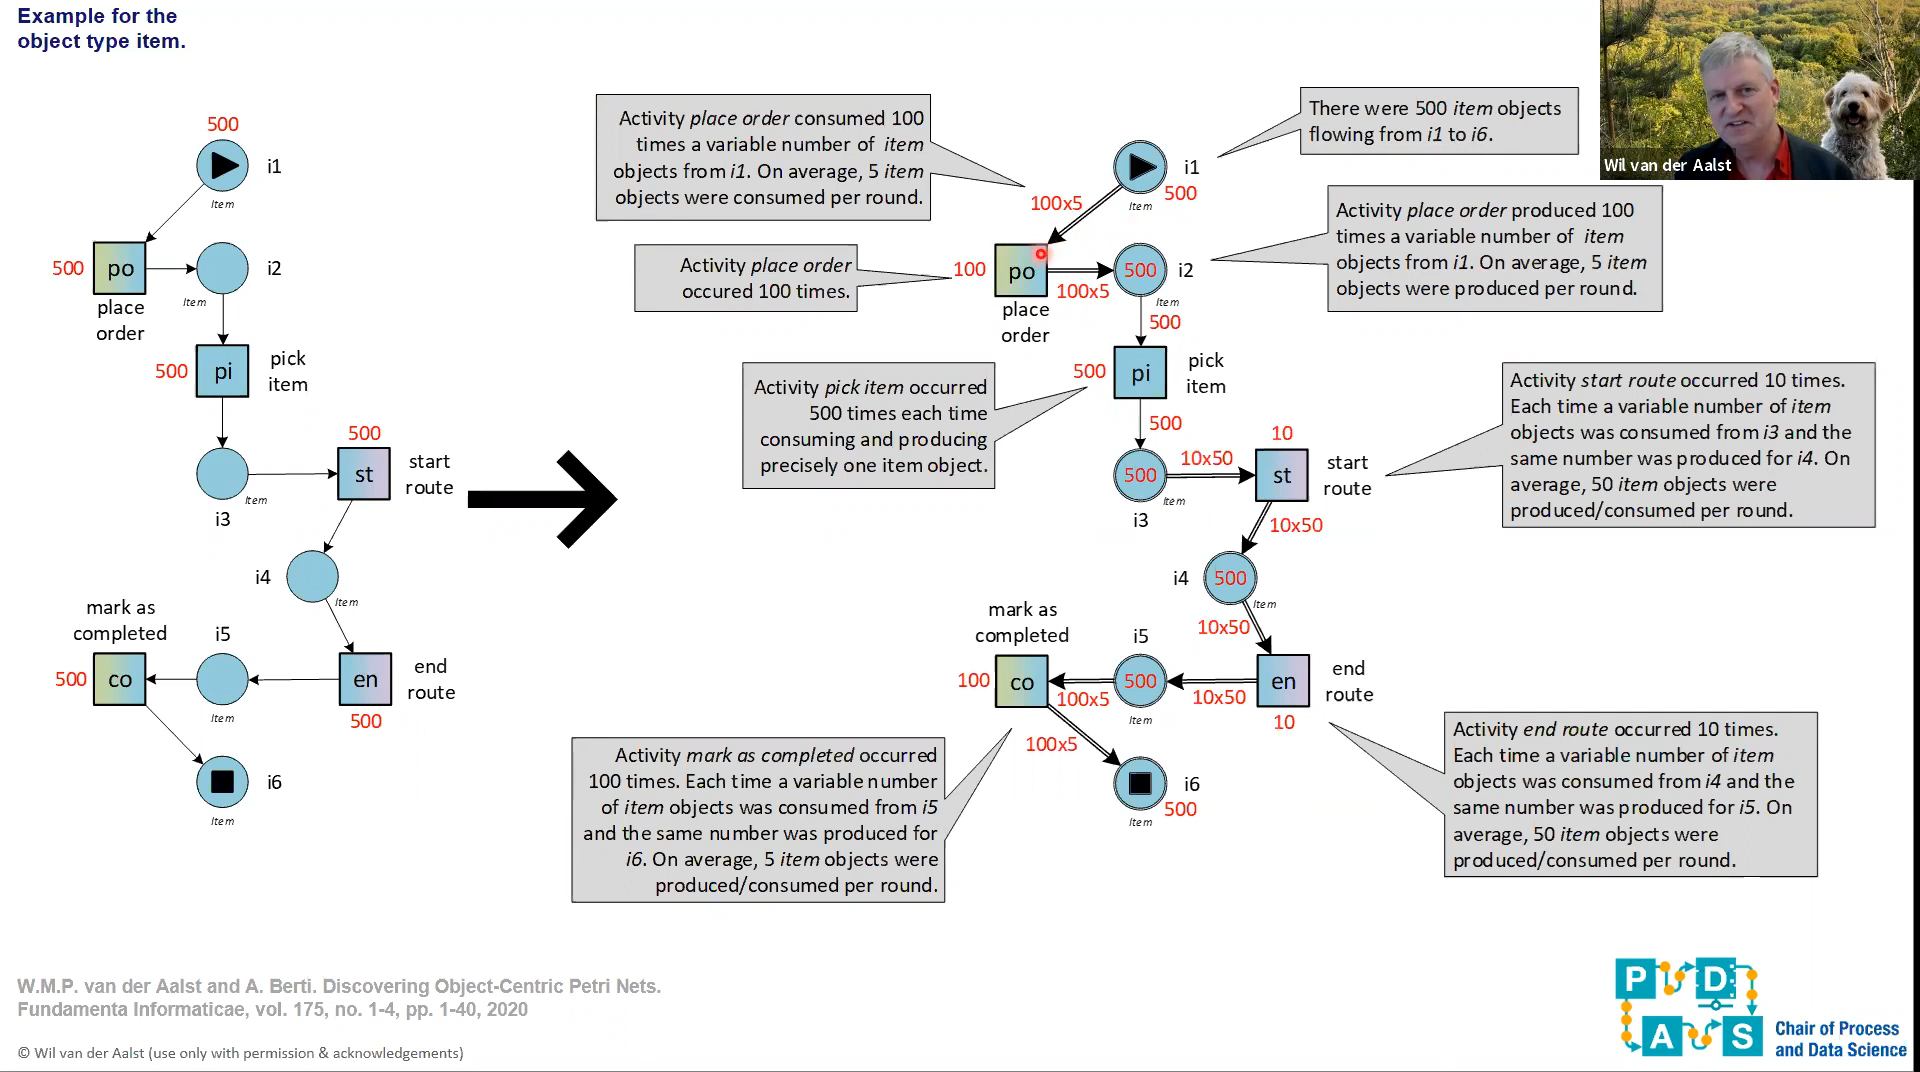 Example for the
object type item.
500
i1
Item
500
po
i2
Item
place
order
500
pi
pick
item
500
st
start
route
Item
i3
i4
Item
mark as
completed
i5
500
co
en
end
route
Item
500
i6
Item
Activity place order consumed 100
times a variable number of item
objects from i1. On average, 5 item
objects were consumed per round.
There were 500 item objects
flowing from i1 to i6.
Wil van der Aalst
i1
100x5
500
Item
Activity place order
occured 100 times.
100
po
100x5
500
i2
Item
place
order
Activity place order produced 100
times a variable number of item
objects from i1. On average, 5 item
objects were produced per round.
500
500
pi
pick
item
Activity pick item occurred
500 times each time
consuming and producing
precisely one item object.
500
500
i3
Item
10x50
10
st
start
route
Activity start route occurred 10 times.
Each time a variable number of item
objects was consumed from i3 and the
same number was produced for i4. On
average, 50 item objects were
produced/consumed per round.
10x50
i4
500
Item
10x50
mark as
completed
i5
100
co
100x5
500
Item
10x50
en
10
end
route
100x5
i6
500
Item
Activity mark as completed occurred
100 times. Each time a variable number
of item objects was consumed from i5
and the same number was produced for
i6. On average, 5 item objects were
produced/consumed per round.
Activity end route occurred 10 times.
Each time a variable number of item
objects was consumed from i4 and the
same number was produced for i5. On
average, 50 item objects were
produced/consumed per round.
W.M.P. van der Aalst and A. Berti. Discovering Object-Centric Petri Nets.
Fundamenta Informaticae, vol. 175, no. 1-4, pp. 1-40, 2020
© Wil van der Aalst (use only with permission & acknowledgements)
P D
A S
Chair of Process
and Data Science